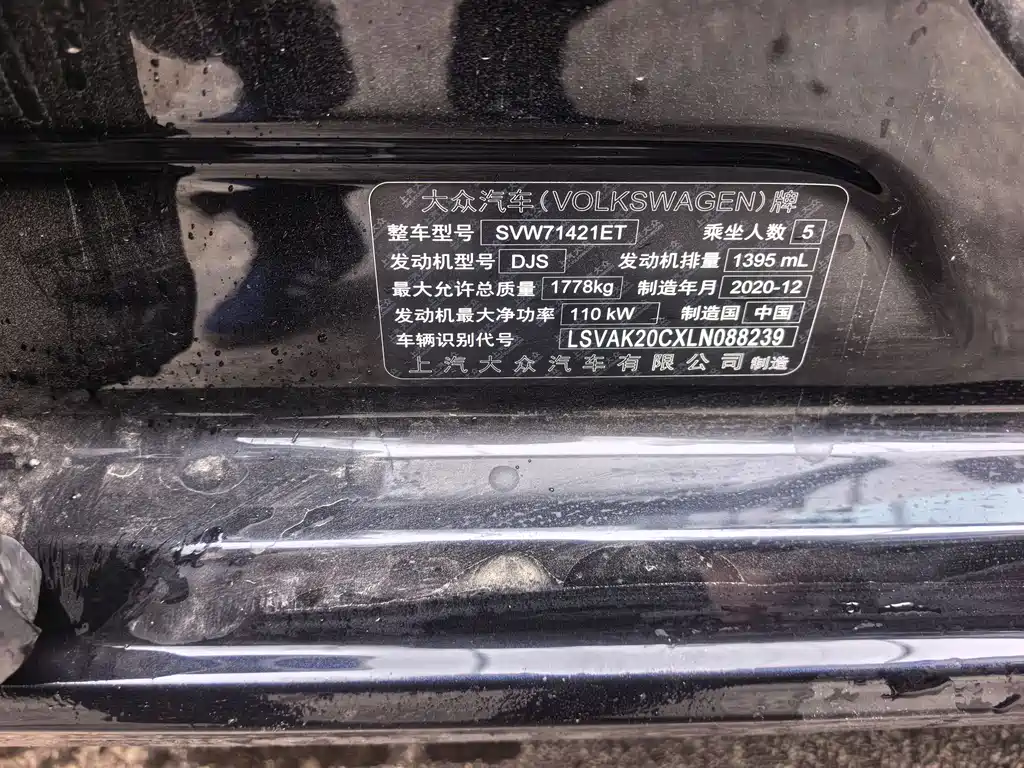 大众汽车(VOLKSWAGEN)牌
整车型号 SVW71421ET 乘坐人数 5
发动机型号 DJS 发动机排量 1395 mL
最大允许总质量 1778kg 制造年月 2020-12
发动机最大净功率 110 kW 制造国 中国
车辆识别代号 LSVAK20CXLN088239
上汽大众汽车有限公司制造